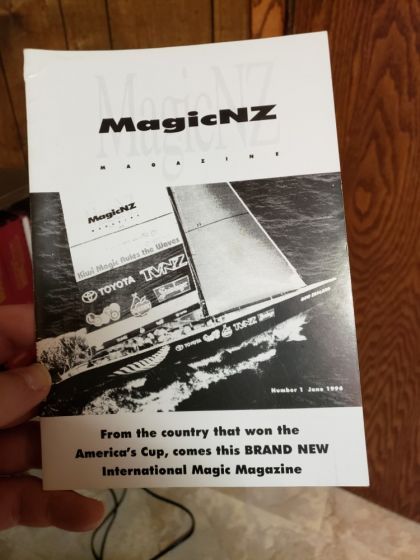 MagicNZ
MagicNZ
MAGAZINE
MagicNZ
MAGAZINE
Kiwi Magic Rules the Waves
TOYOTA TVNZ
NEW ZEALAND
TOYOTA TVNZ
Number 1 June 1996
From the country that won the
America's Cup, comes this BRAND NEW
International Magic Magazine